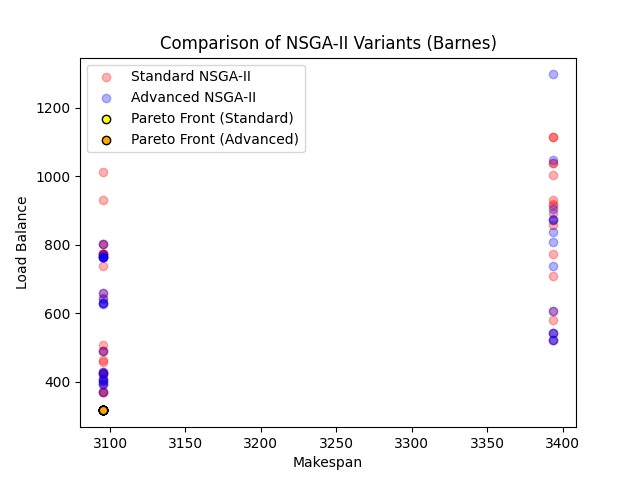 Comparison of NSGA-II Variants (Barnes)
Standard NSGA-II
Advanced NSGA-II
Pareto Front (Standard)
Pareto Front (Advanced)
Load Balance
1200
1000
800
600
400
3100 3150 3200 3250 3300 3350 3400
Makespan